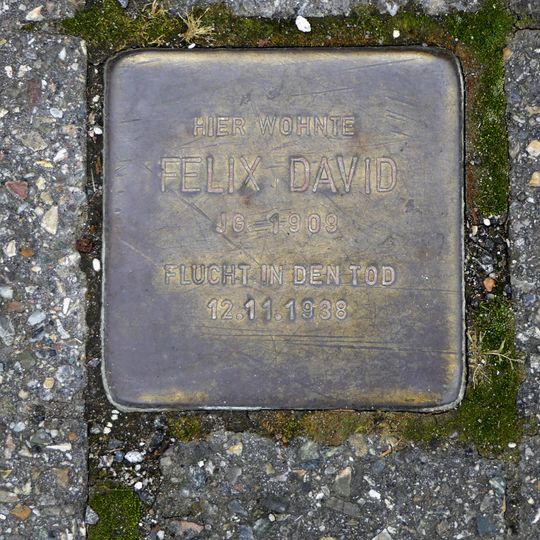 HIER WOHNTE
FELIX DAVID
JG. 1909
FLUCHT IN DEN TOD
12.11.1938